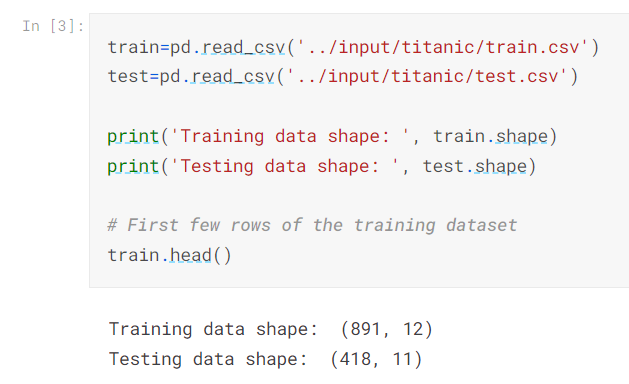 In [3]:
train=pd.read_csv('../input/titanic/train.csv')
test=pd.read_csv('../input/titanic/test.csv')
print('Training data shape: ', train.shape)
print('Testing data shape: ', test.shape)
# First few rows of the training dataset
train.head()
Training data shape:  (891, 12)
Testing data shape:  (418, 11)